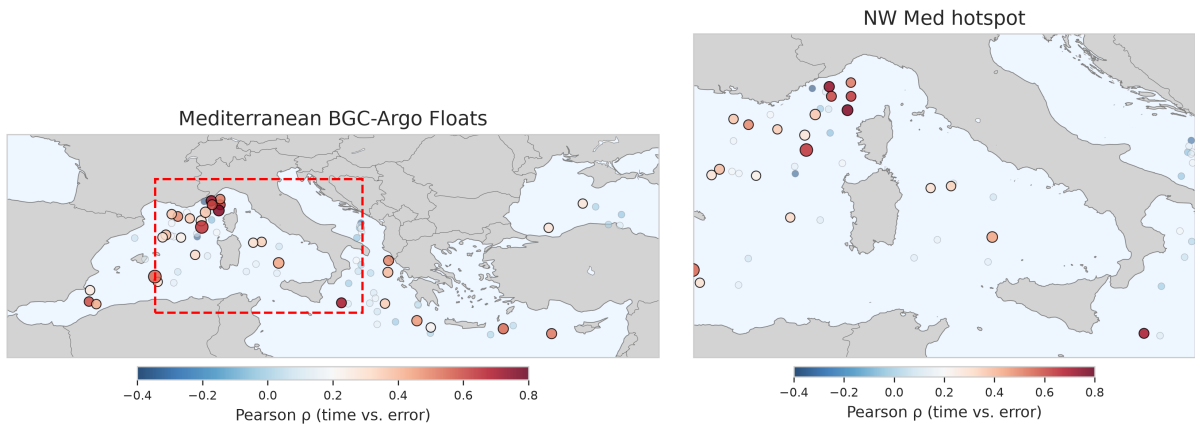 Mediterranean BGC-Argo Floats
−0.4 −0.2 0.0 0.2 0.4 0.6 0.8
Pearson ρ (time vs. error)
NW Med hotspot
−0.4 −0.2 0.0 0.2 0.4 0.6 0.8
Pearson ρ (time vs. error)